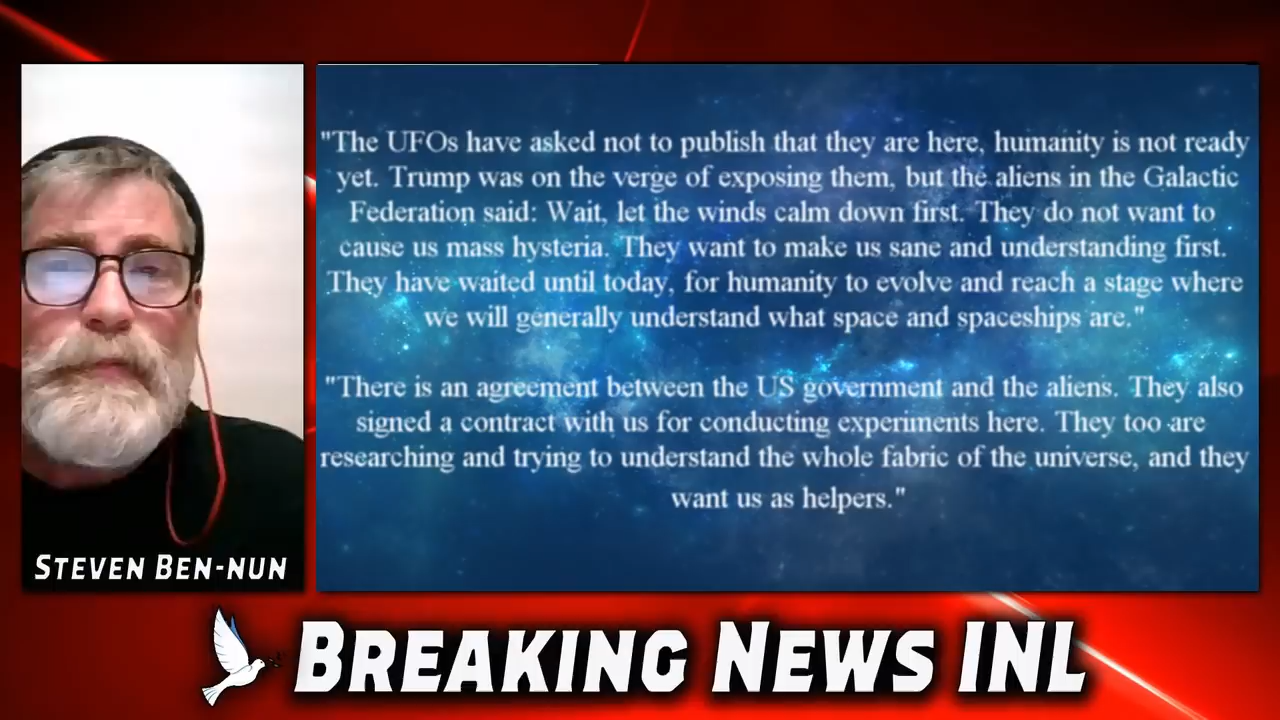 "The UFOs have asked not to publish that they are here, humanity is not ready
yet. Trump was on the verge of exposing them, but the aliens in the Galactic
Federation said: Wait, let the winds calm down first. They do not want to
cause us mass hysteria. They want to make us sane and understanding first.
They have waited until today, for humanity to evolve and reach a stage where
we will generally understand what space and spaceships are."
"There is an agreement between the US government and the aliens. They also
signed a contract with us for conducting experiments here. They too are
researching and trying to understand the whole fabric of the universe, and they
want us as helpers."
STEVEN BEN-NUN
BREAKING NEWS INL